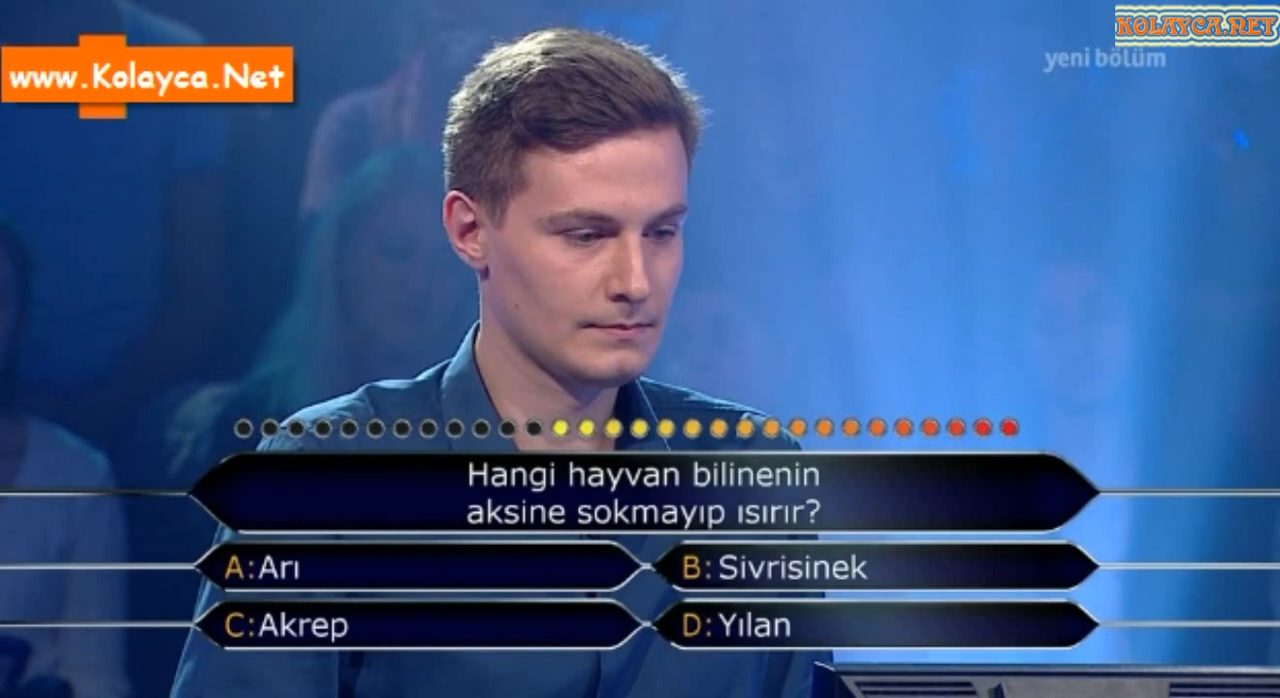 KOLAYCA.NET
www.Kolayca.Net
yeni bölüm
Hangi hayvan bilinenin
aksine sokmayıp ısırır?
A: Arı
B: Sivrisinek
C: Akrep
D: Yılan